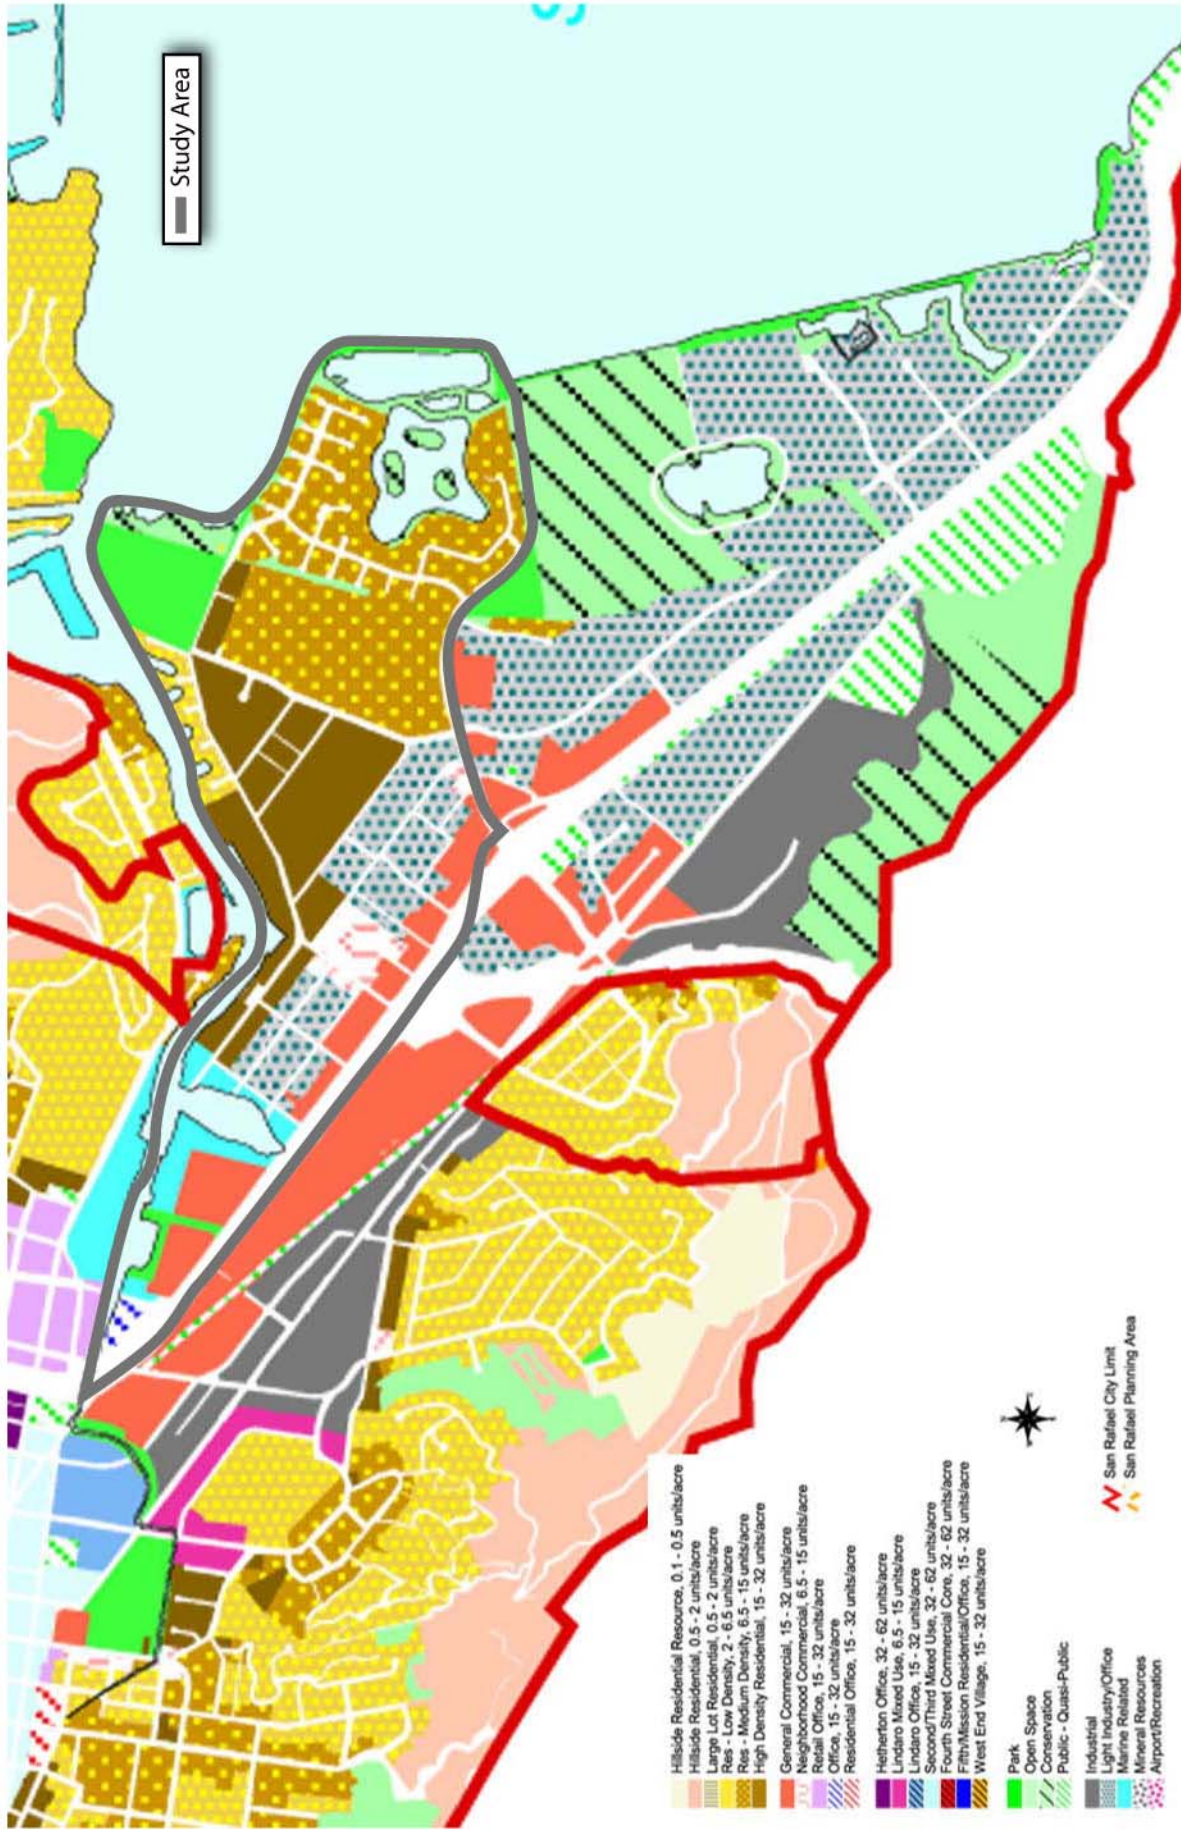 Study Area
Hillside Residential Resource, 0.1 - 0.5 units/acre
Hillside Residential, 0.5 - 2 units/acre
Large Lot Residential, 0.5 - 2 units/acre
Res - Low Density, 2 - 6.5 units/acre
Res - Medium Density, 6.5 - 15 units/acre
High Density Residential, 15 - 32 units/acre
General Commercial, 15 - 32 units/acre
Neighborhood Commercial, 6.5 - 15 units/acre
Retail Office, 15 - 32 units/acre
Office, 15 - 32 units/acre
Residential Office, 15 - 32 units/acre
Hetherton Office, 32 - 62 units/acre
Lindaro Mixed Use, 6.5 - 15 units/acre
Lindaro Office, 15 - 32 units/acre
Second/Third Mixed Use, 32 - 62 units/acre
Fourth Street Commercial Core, 32 - 62 units/acre
Fifth/Mission Residential/Office, 15 - 32 units/acre
West End Village, 15 - 32 units/acre
Park
Open Space
Conservation
Public - Quasi-Public
Industrial
Light Industry/Office
Marine Related
Mineral Resources
Airport/Recreation
San Rafael City Limit
San Rafael Planning Area